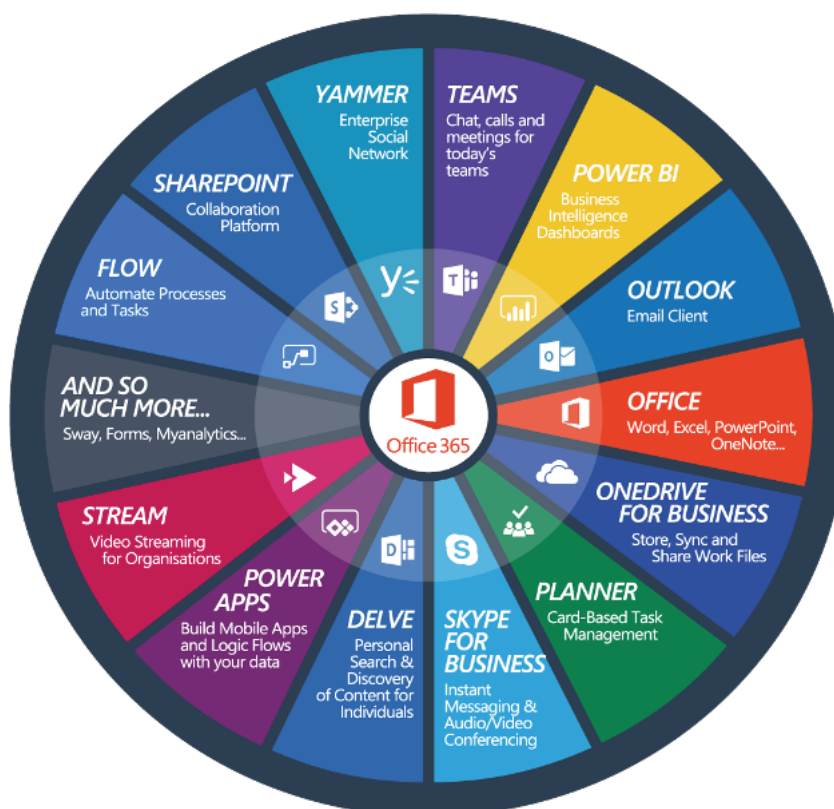 YAMMER
Enterprise
Social
Network
TEAMS
Chat, calls and
meetings for
today's
teams
POWER BI
Business
Intelligence
Dashboards
OUTLOOK
Email Client
OFFICE
Word, Excel, PowerPoint,
OneNote...
ONEDRIVE
FOR BUSINESS
Store, Sync and
Share Work Files
PLANNER
Card-Based Task
Management
SKYPE
FOR
BUSINESS
Instant
Messaging &
Audio/Video
Conferencing
DELVE
Personal
Search &
Discovery
of Content for
Individuals
POWER
APPS
Build Mobile Apps
and Logic Flows
with your data
STREAM
Video Streaming
for Organisations
AND SO
MUCH MORE...
Sway, Forms, Myanalytics...
FLOW
Automate Processes
and Tasks
SHAREPOINT
Collaboration
Platform
Office 365